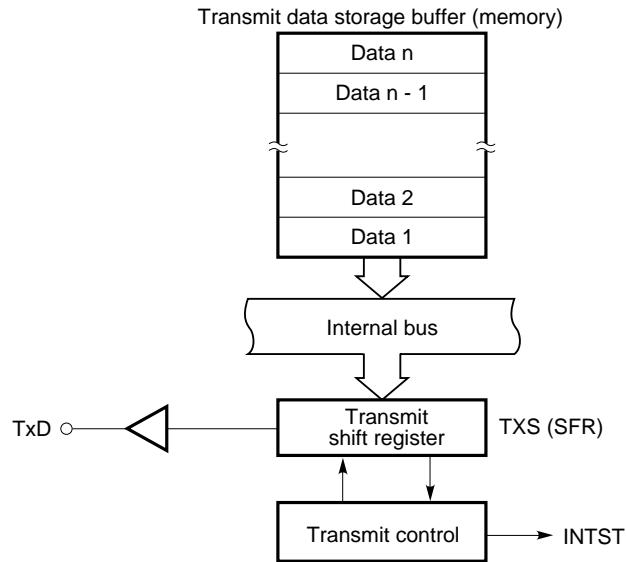 Transmit data storage buffer (memory)
Data n
Data n - 1
Data 2
Data 1
Internal bus
TxD
Transmit
shift register
TXS (SFR)
Transmit control
INTST